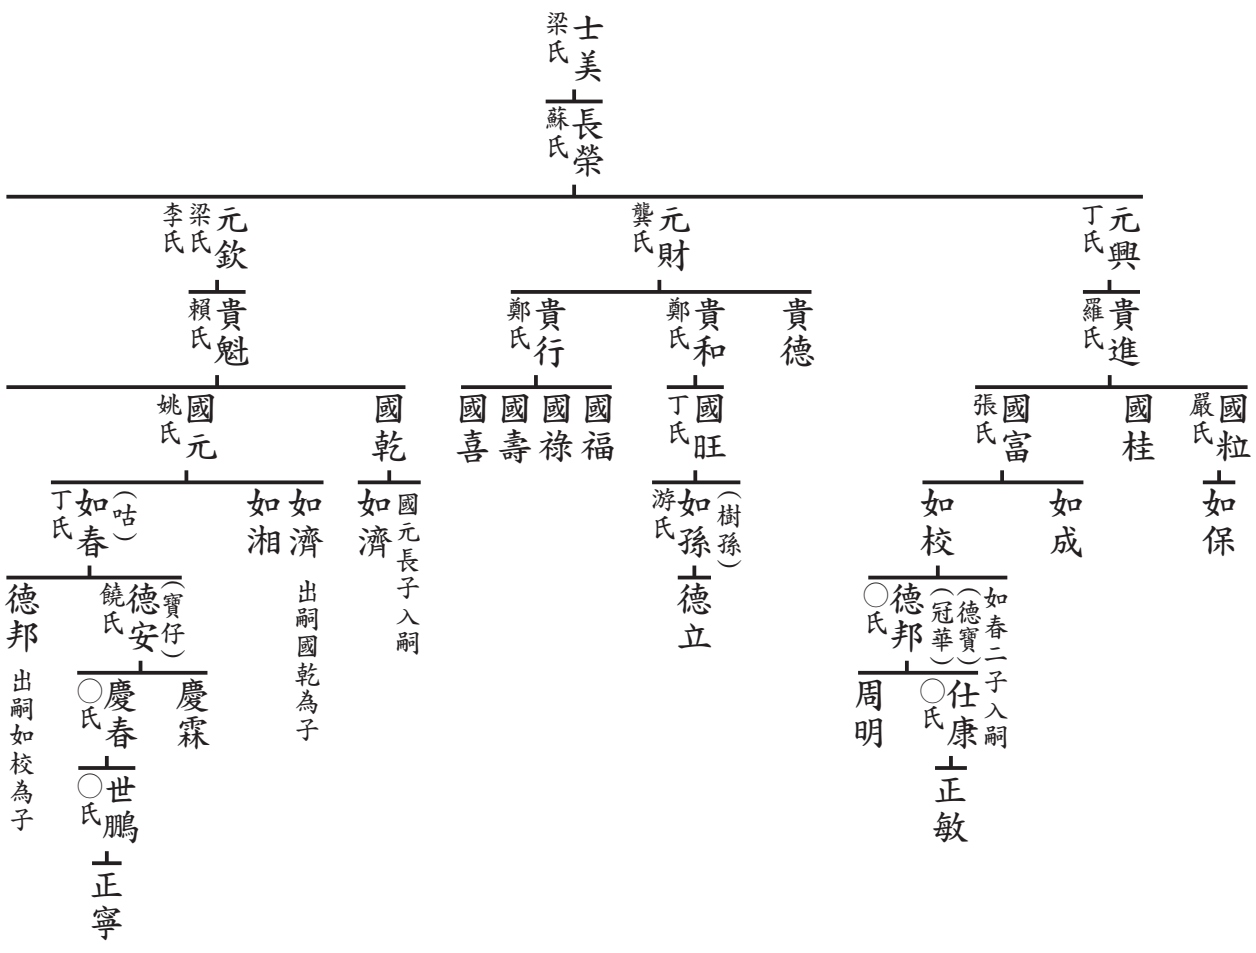 士美
梁氏
長榮
蘇氏
元興
丁氏
元財
龔氏
元欽
梁氏
李氏
貴進
羅氏
貴德
貴和
鄭氏
貴行
鄭氏
貴魁
賴氏
國粒
嚴氏
國桂
國富
張氏
國旺
丁氏
國福
國祿
國壽
國喜
國乾
國元
姚氏
如保
如成
如校
(樹孫)
如孫
游氏
國元長子入嗣
如濟
如濟
出嗣國乾為子
如湘
(咕)
如春
丁氏
如春二子入嗣
(德寶)
(冠華)
德邦
○氏
德立
(寶仔)
德安
饒氏
德邦
出嗣如校為子
仕康
○氏
周明
慶霖
慶春
○氏
正敏
世鵬
○氏
正寧